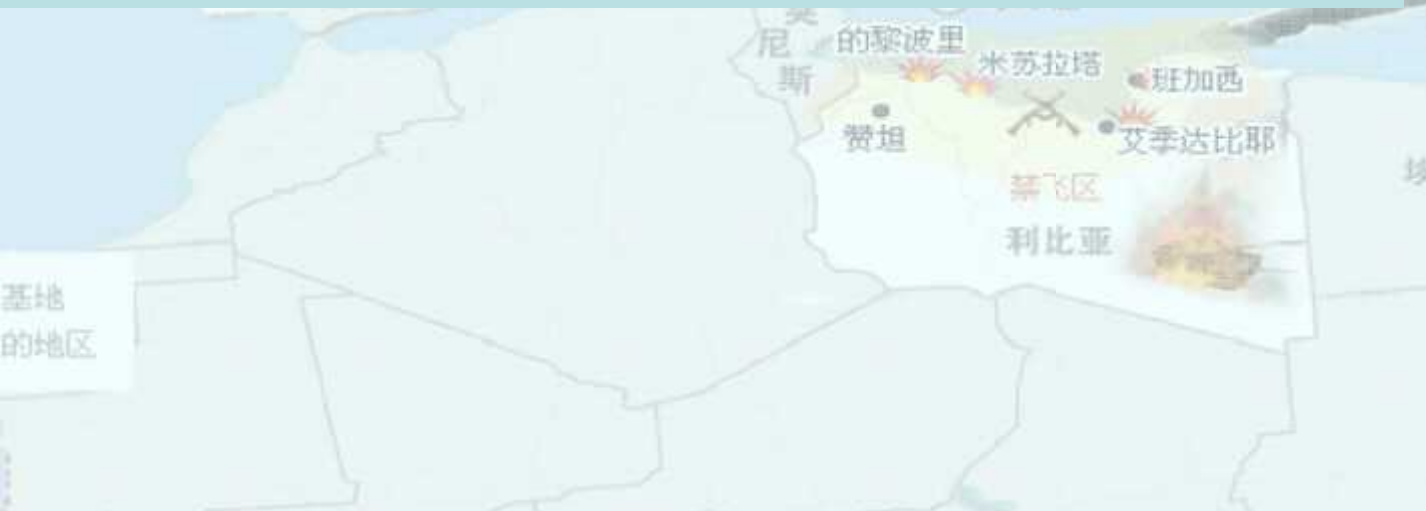 的黎波里
尼
斯
米苏拉塔
班加西
赞坦
艾季达比耶
禁飞区
利比亚
基地
的地区